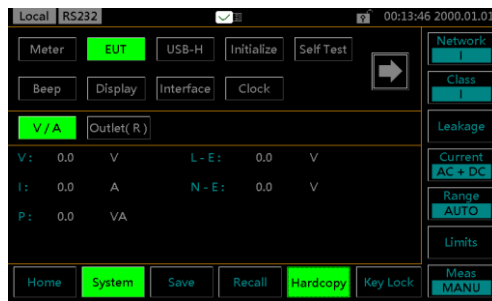 Local RS232 00:13:46 2000.01.01
Meter EUT USB-H Initialize Self Test
Beep Display Interface Clock
V / A Outlet( R )
V : 0.0 V L - E : 0.0 V
I : 0.0 A N - E : 0.0 V
P : 0.0 VA
Network
I
Class
I
Leakage
Current
AC + DC
Range
AUTO
Limits
Meas
MANU
Home System Save Recall Hardcopy Key Lock